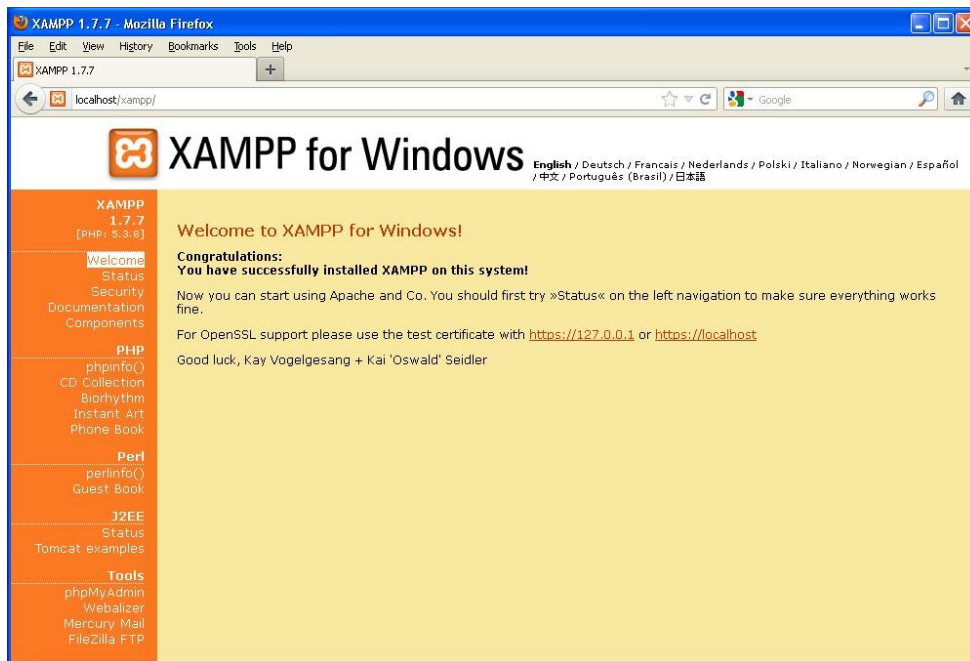 XAMPP 1.7.7 - Mozilla Firefox
File Edit View History Bookmarks Tools Help
XAMPP 1.7.7
localhost/xampp/
Google
XAMPP for Windows
English / Deutsch / Francais / Nederlands / Polski / Italiano / Norwegian / Español
/ 中文 / Português (Brasil) / 日本語
XAMPP
1.7.7
[PHP: 5.3.8]
Welcome
Status
Security
Documentation
Components
PHP
phpinfo()
CD Collection
Biorhythm
Instant Art
Phone Book
Perl
perlinfo()
Guest Book
J2EE
Status
Tomcat examples
Tools
phpMyAdmin
Webalizer
Mercury Mail
FileZilla FTP
Welcome to XAMPP for Windows!
Congratulations:
You have successfully installed XAMPP on this system!
Now you can start using Apache and Co. You should first try »Status« on the left navigation to make sure everything works
fine.
For OpenSSL support please use the test certificate with https://127.0.0.1 or https://localhost
Good luck, Kay Vogelgesang + Kai 'Oswald' Seidler